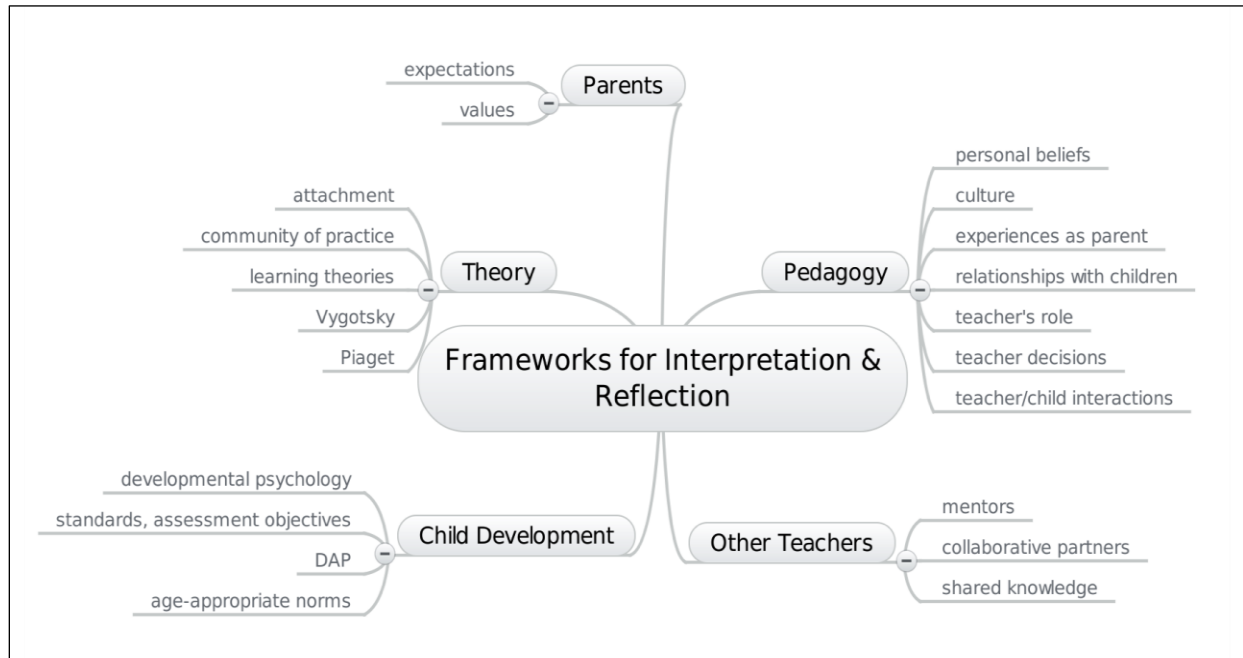 Parents
expectations
values
Theory
attachment
community of practice
learning theories
Vygotsky
Piaget
Pedagogy
personal beliefs
culture
experiences as parent
relationships with children
teacher's role
teacher decisions
teacher/child interactions
Frameworks for Interpretation &
Reflection
Child Development
developmental psychology
standards, assessment objectives
DAP
age-appropriate norms
Other Teachers
mentors
collaborative partners
shared knowledge